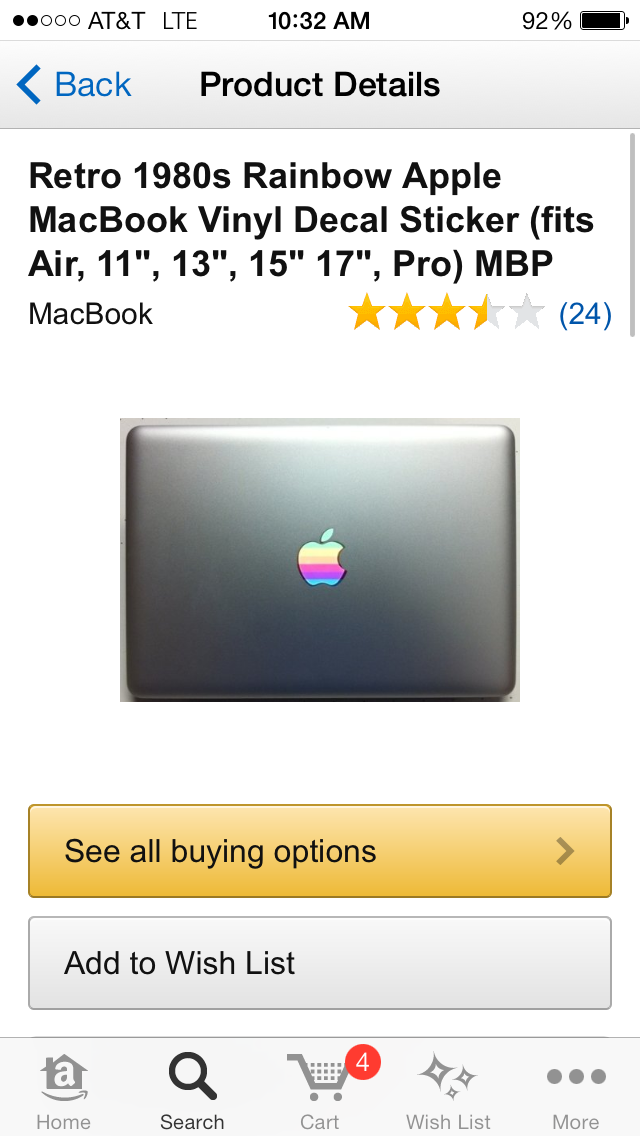 AT&T LTE 10:32 AM 92%
Back Product Details
Retro 1980s Rainbow Apple
MacBook Vinyl Decal Sticker (fits
Air, 11", 13", 15" 17", Pro) MBP
MacBook (24)
See all buying options
Add to Wish List
a 4
Home Search Cart Wish List More